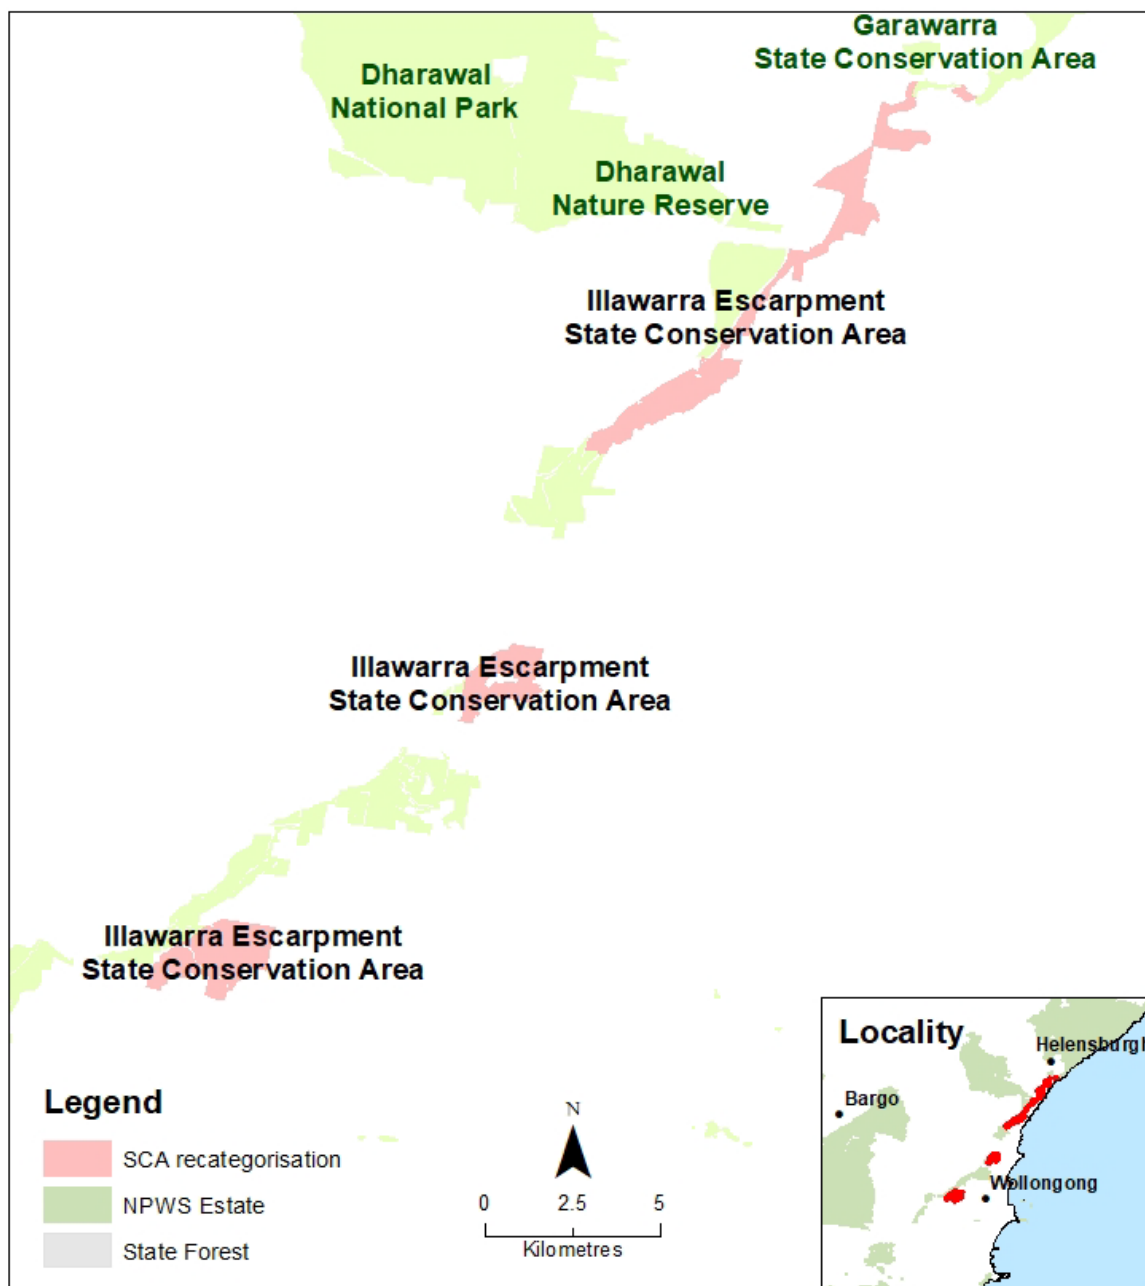 Garawarra
State Conservation Area
Dharawal
National Park
Dharawal
Nature Reserve
Illawarra Escarpment
State Conservation Area
Illawarra Escarpment
State Conservation Area
Illawarra Escarpment
State Conservation Area
Legend
SCA recategorisation
NPWS Estate
State Forest
N
0 2.5 5
Kilometres
Locality
Helensburgh
Bargo
Wollongong